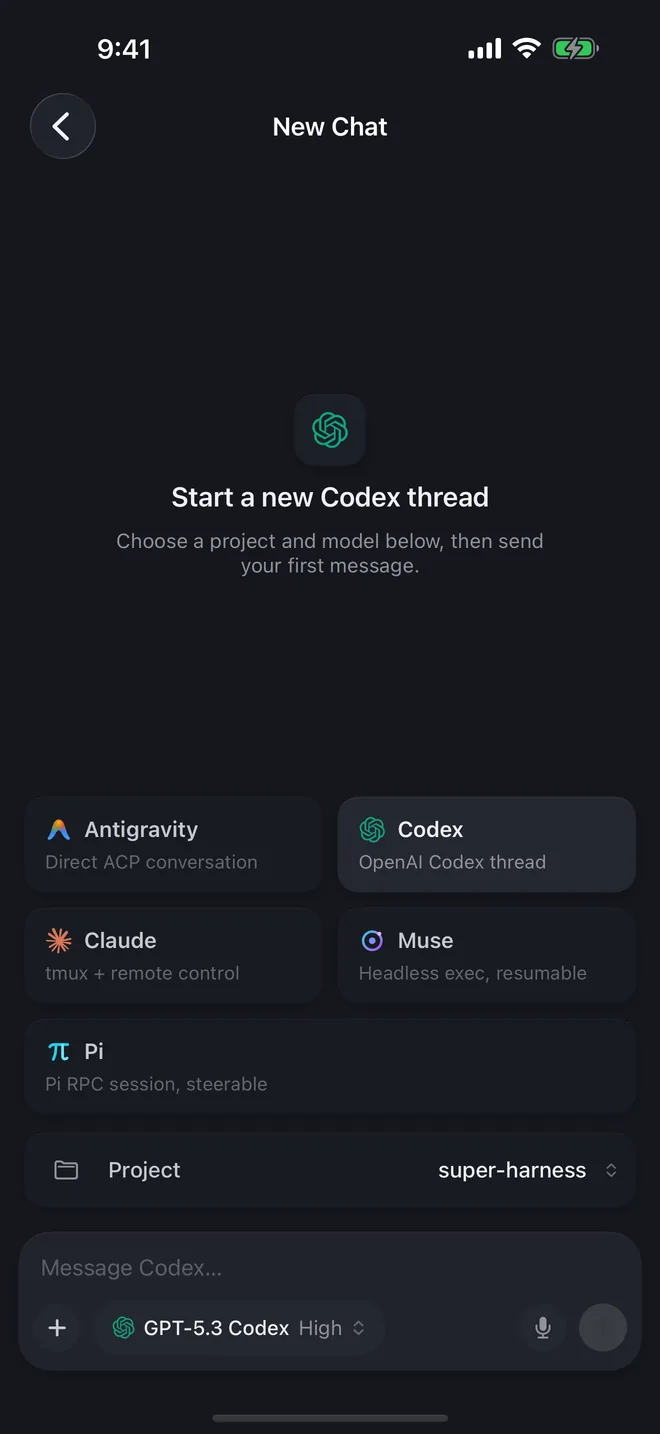 9:41
New Chat
Start a new Codex thread
Choose a project and model below, then send
your first message.
Antigravity
Direct ACP conversation
Codex
OpenAI Codex thread
Claude
tmux + remote control
Muse
Headless exec, resumable
Pi
Pi RPC session, steerable
Project super-harness
Message Codex...
GPT-5.3 Codex High